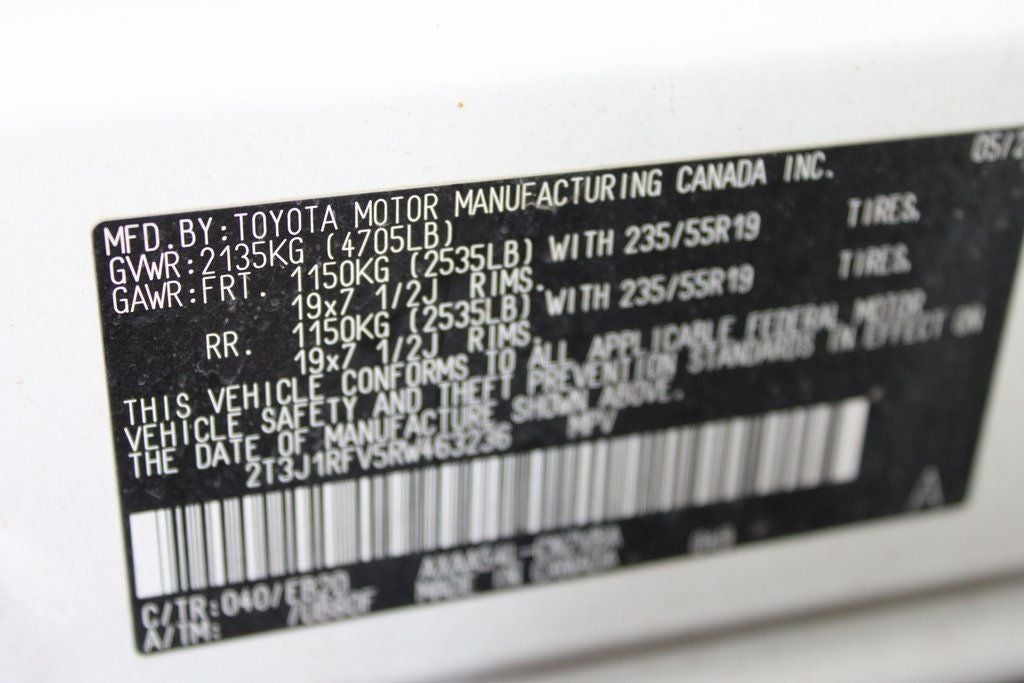 05/2
MFD.BY:TOYOTA MOTOR MANUFACTURING CANADA INC.
GVWR:2135KG (4705LB)
GAWR:FRT. 1150KG (2535LB) WITH 235/55R19 TIRES,
19x7 1/2J RIMS.
RR. 1150KG (2535LB) WITH 235/55R19 TIRES,
19x7 1/2J RIMS.
THIS VEHICLE CONFORMS TO ALL APPLICABLE FEDERAL MOTOR
VEHICLE SAFETY AND THEFT PREVENTION STANDARDS IN EFFECT ON
THE DATE OF MANUFACTURE SHOWN ABOVE.
2T3J1RFV5RW463236 MPV
C/TR:040/EB20
A/TM: MADE IN CANADA